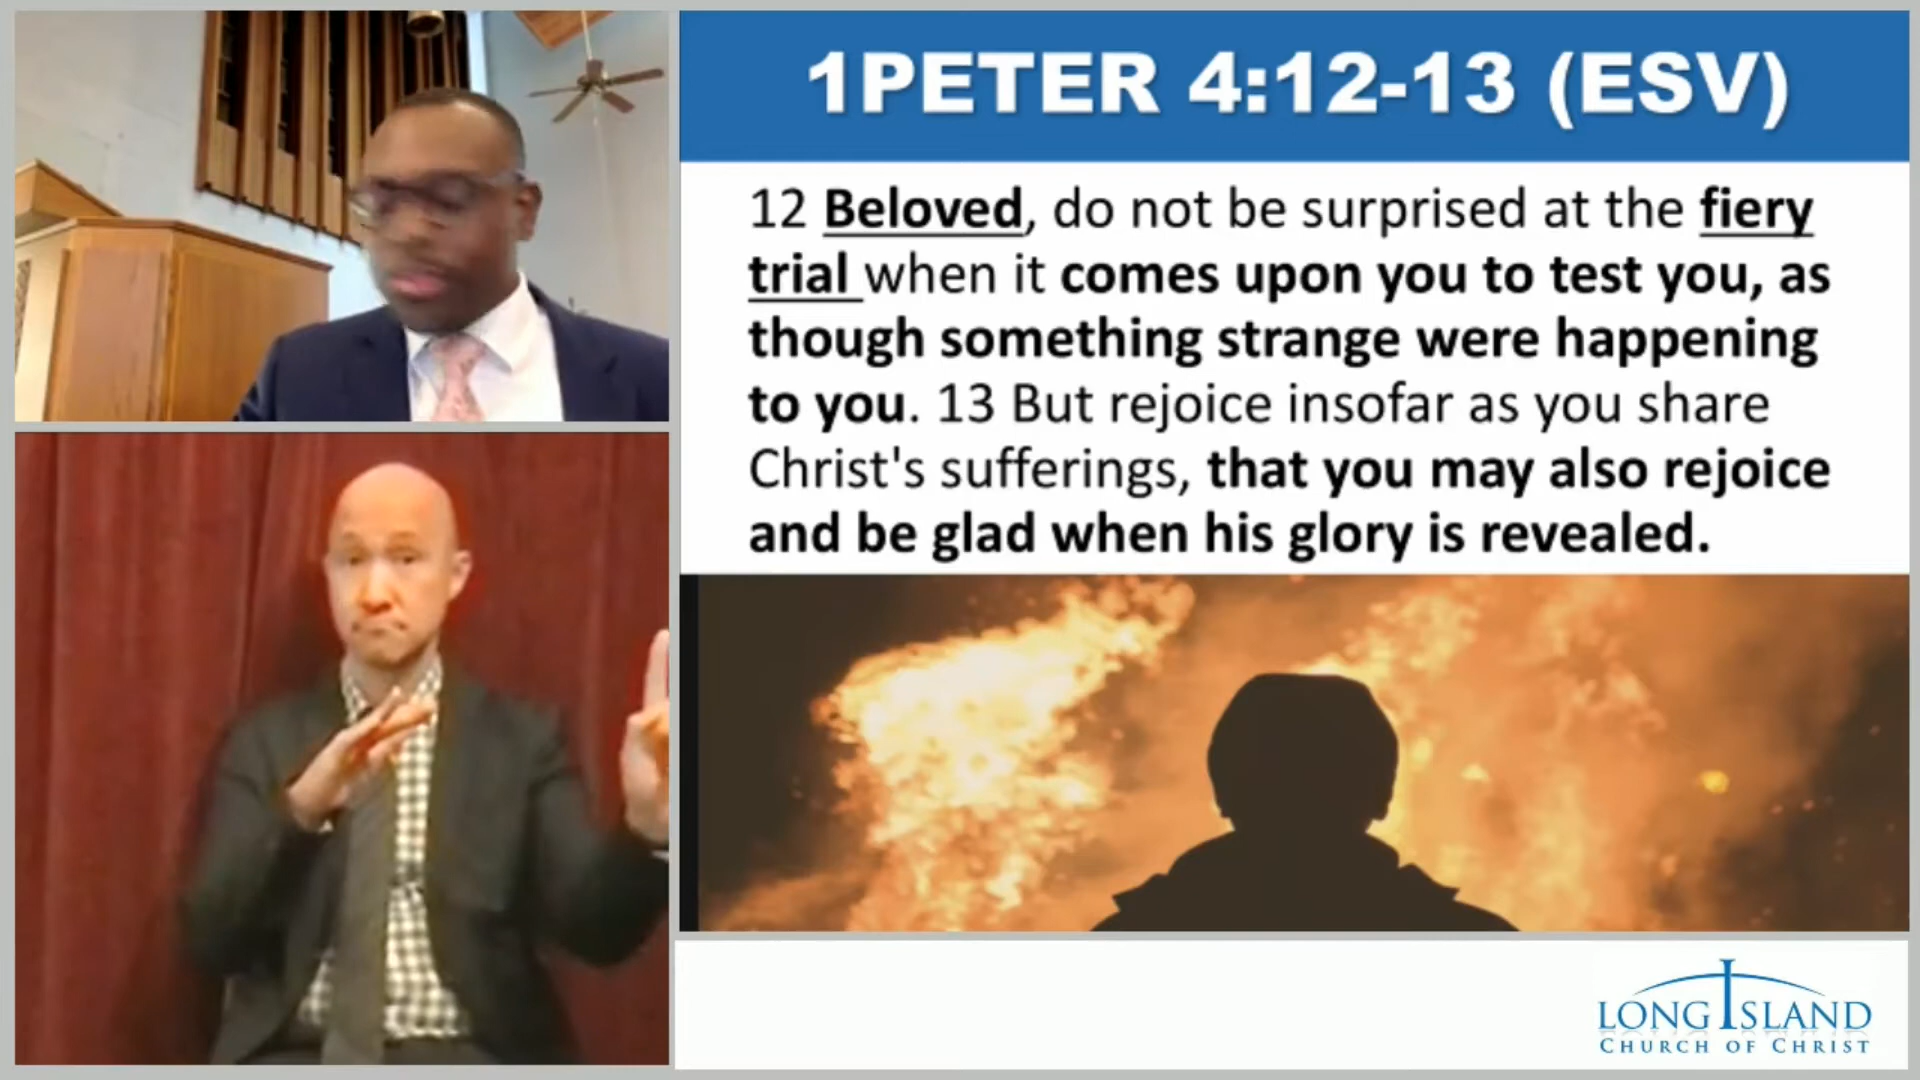 1PETER 4:12-13 (ESV)
12 Beloved, do not be surprised at the fiery
trial when it comes upon you to test you, as
though something strange were happening
to you. 13 But rejoice insofar as you share
Christ's sufferings, that you may also rejoice
and be glad when his glory is revealed.
LONG ISLAND
CHURCH OF CHRIST